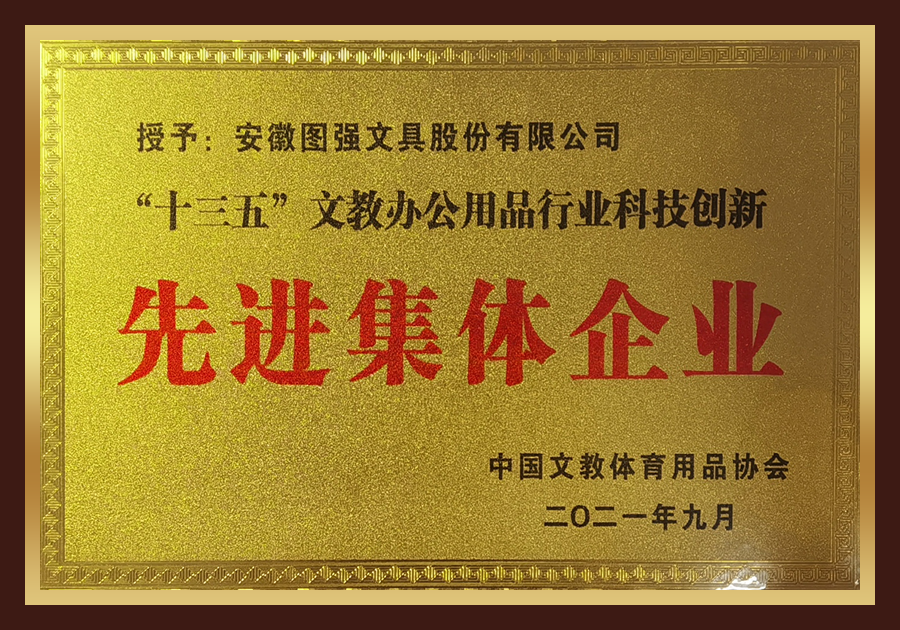 授予：安徽图强文具股份有限公司
“十三五”文教办公用品行业科技创新
先进集体企业
中国文教体育用品协会
二〇二一年九月